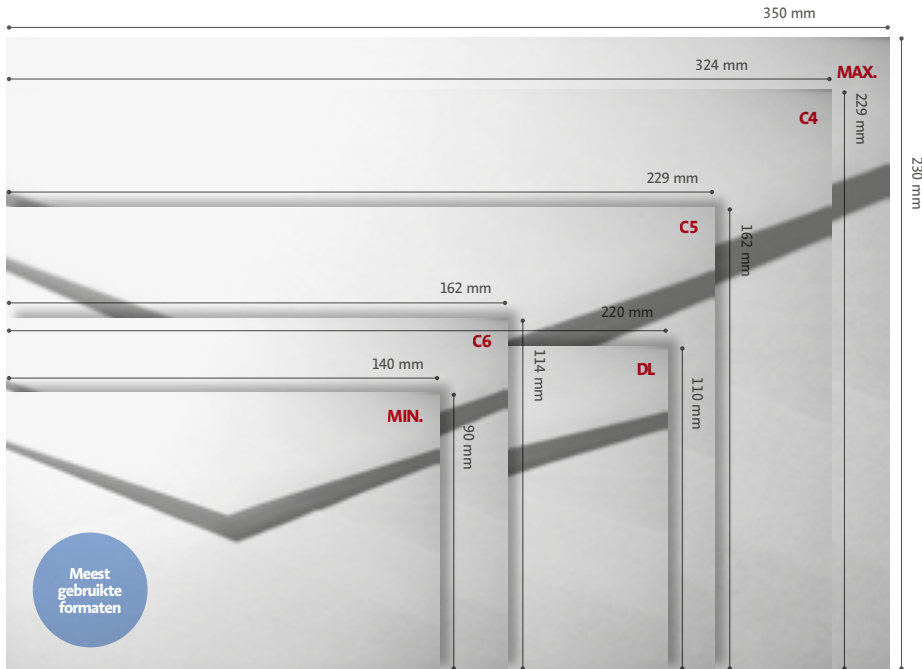 350 mm
324 mm
MAX.
C4
229 mm
230 mm
229 mm
C5
162 mm
162 mm
220 mm
C6
114 mm
DL
110 mm
140 mm
MIN.
90 mm
Meest
gebruikte
formaten